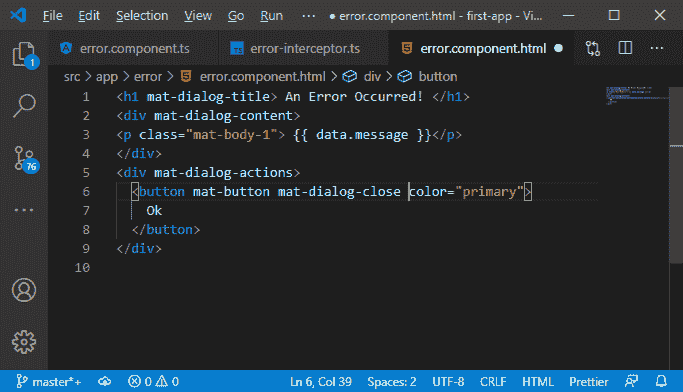 File Edit Selection View Go Run ··· ● error.component.html - first-app - Vi...
error.component.ts error-interceptor.ts error.component.html ●
src > app > error > error.component.html > div > button
1 <h1 mat-dialog-title> An Error Occurred! </h1>
2 <div mat-dialog-content>
3 <p class="mat-body-1"> {{ data.message }}</p>
4 </div>
5 <div mat-dialog-actions>
6 <button mat-button mat-dialog-close color="primary">
7 Ok
8 </button>
9 </div>
10
1
76
master*+ 0 0 Ln 6, Col 39 Spaces: 2 UTF-8 CRLF HTML Prettier